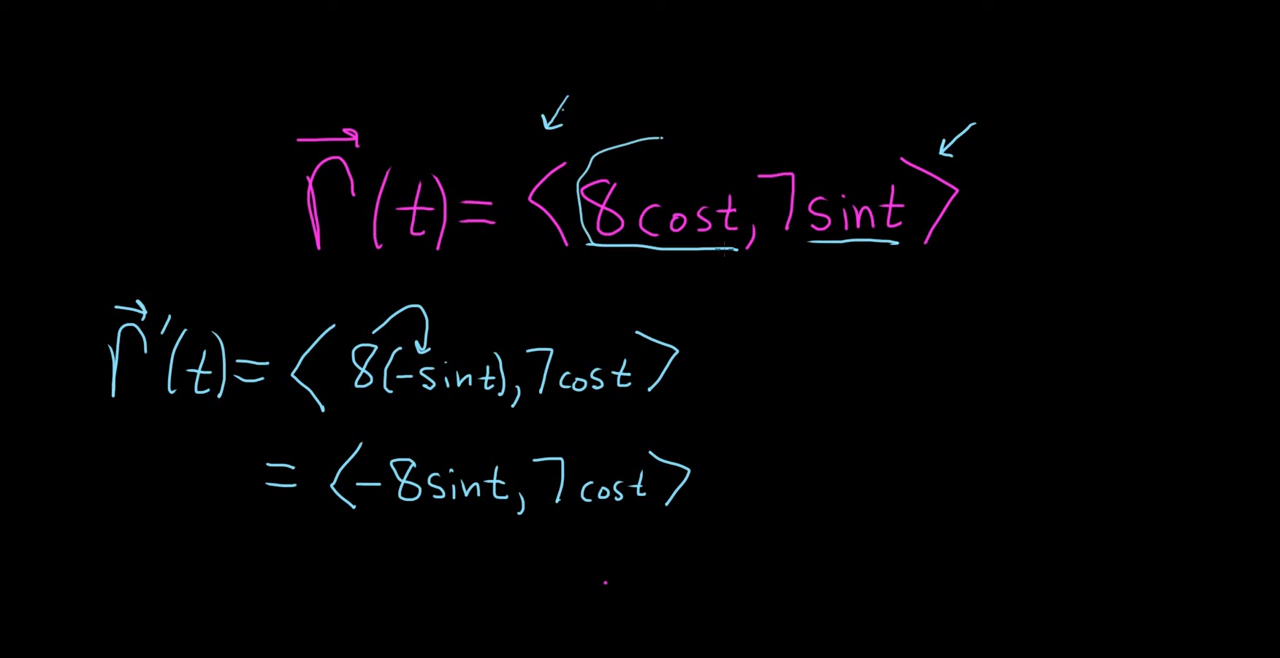 r⃗(t)=⟨8cost,7sint⟩
r⃗'(t)=⟨8(-sint),7cost⟩
=⟨-8sint,7cost⟩